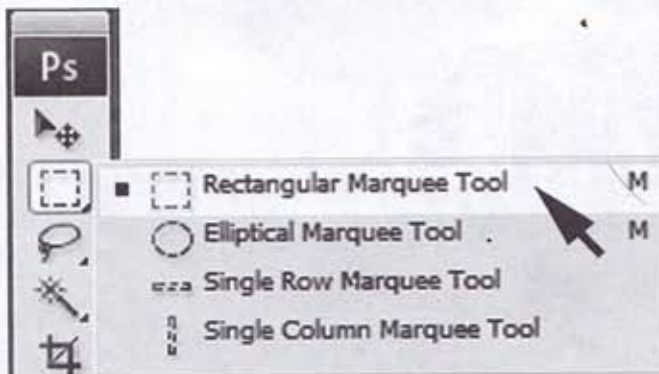 Ps
Rectangular Marquee Tool M
Elliptical Marquee Tool M
Single Row Marquee Tool
Single Column Marquee Tool